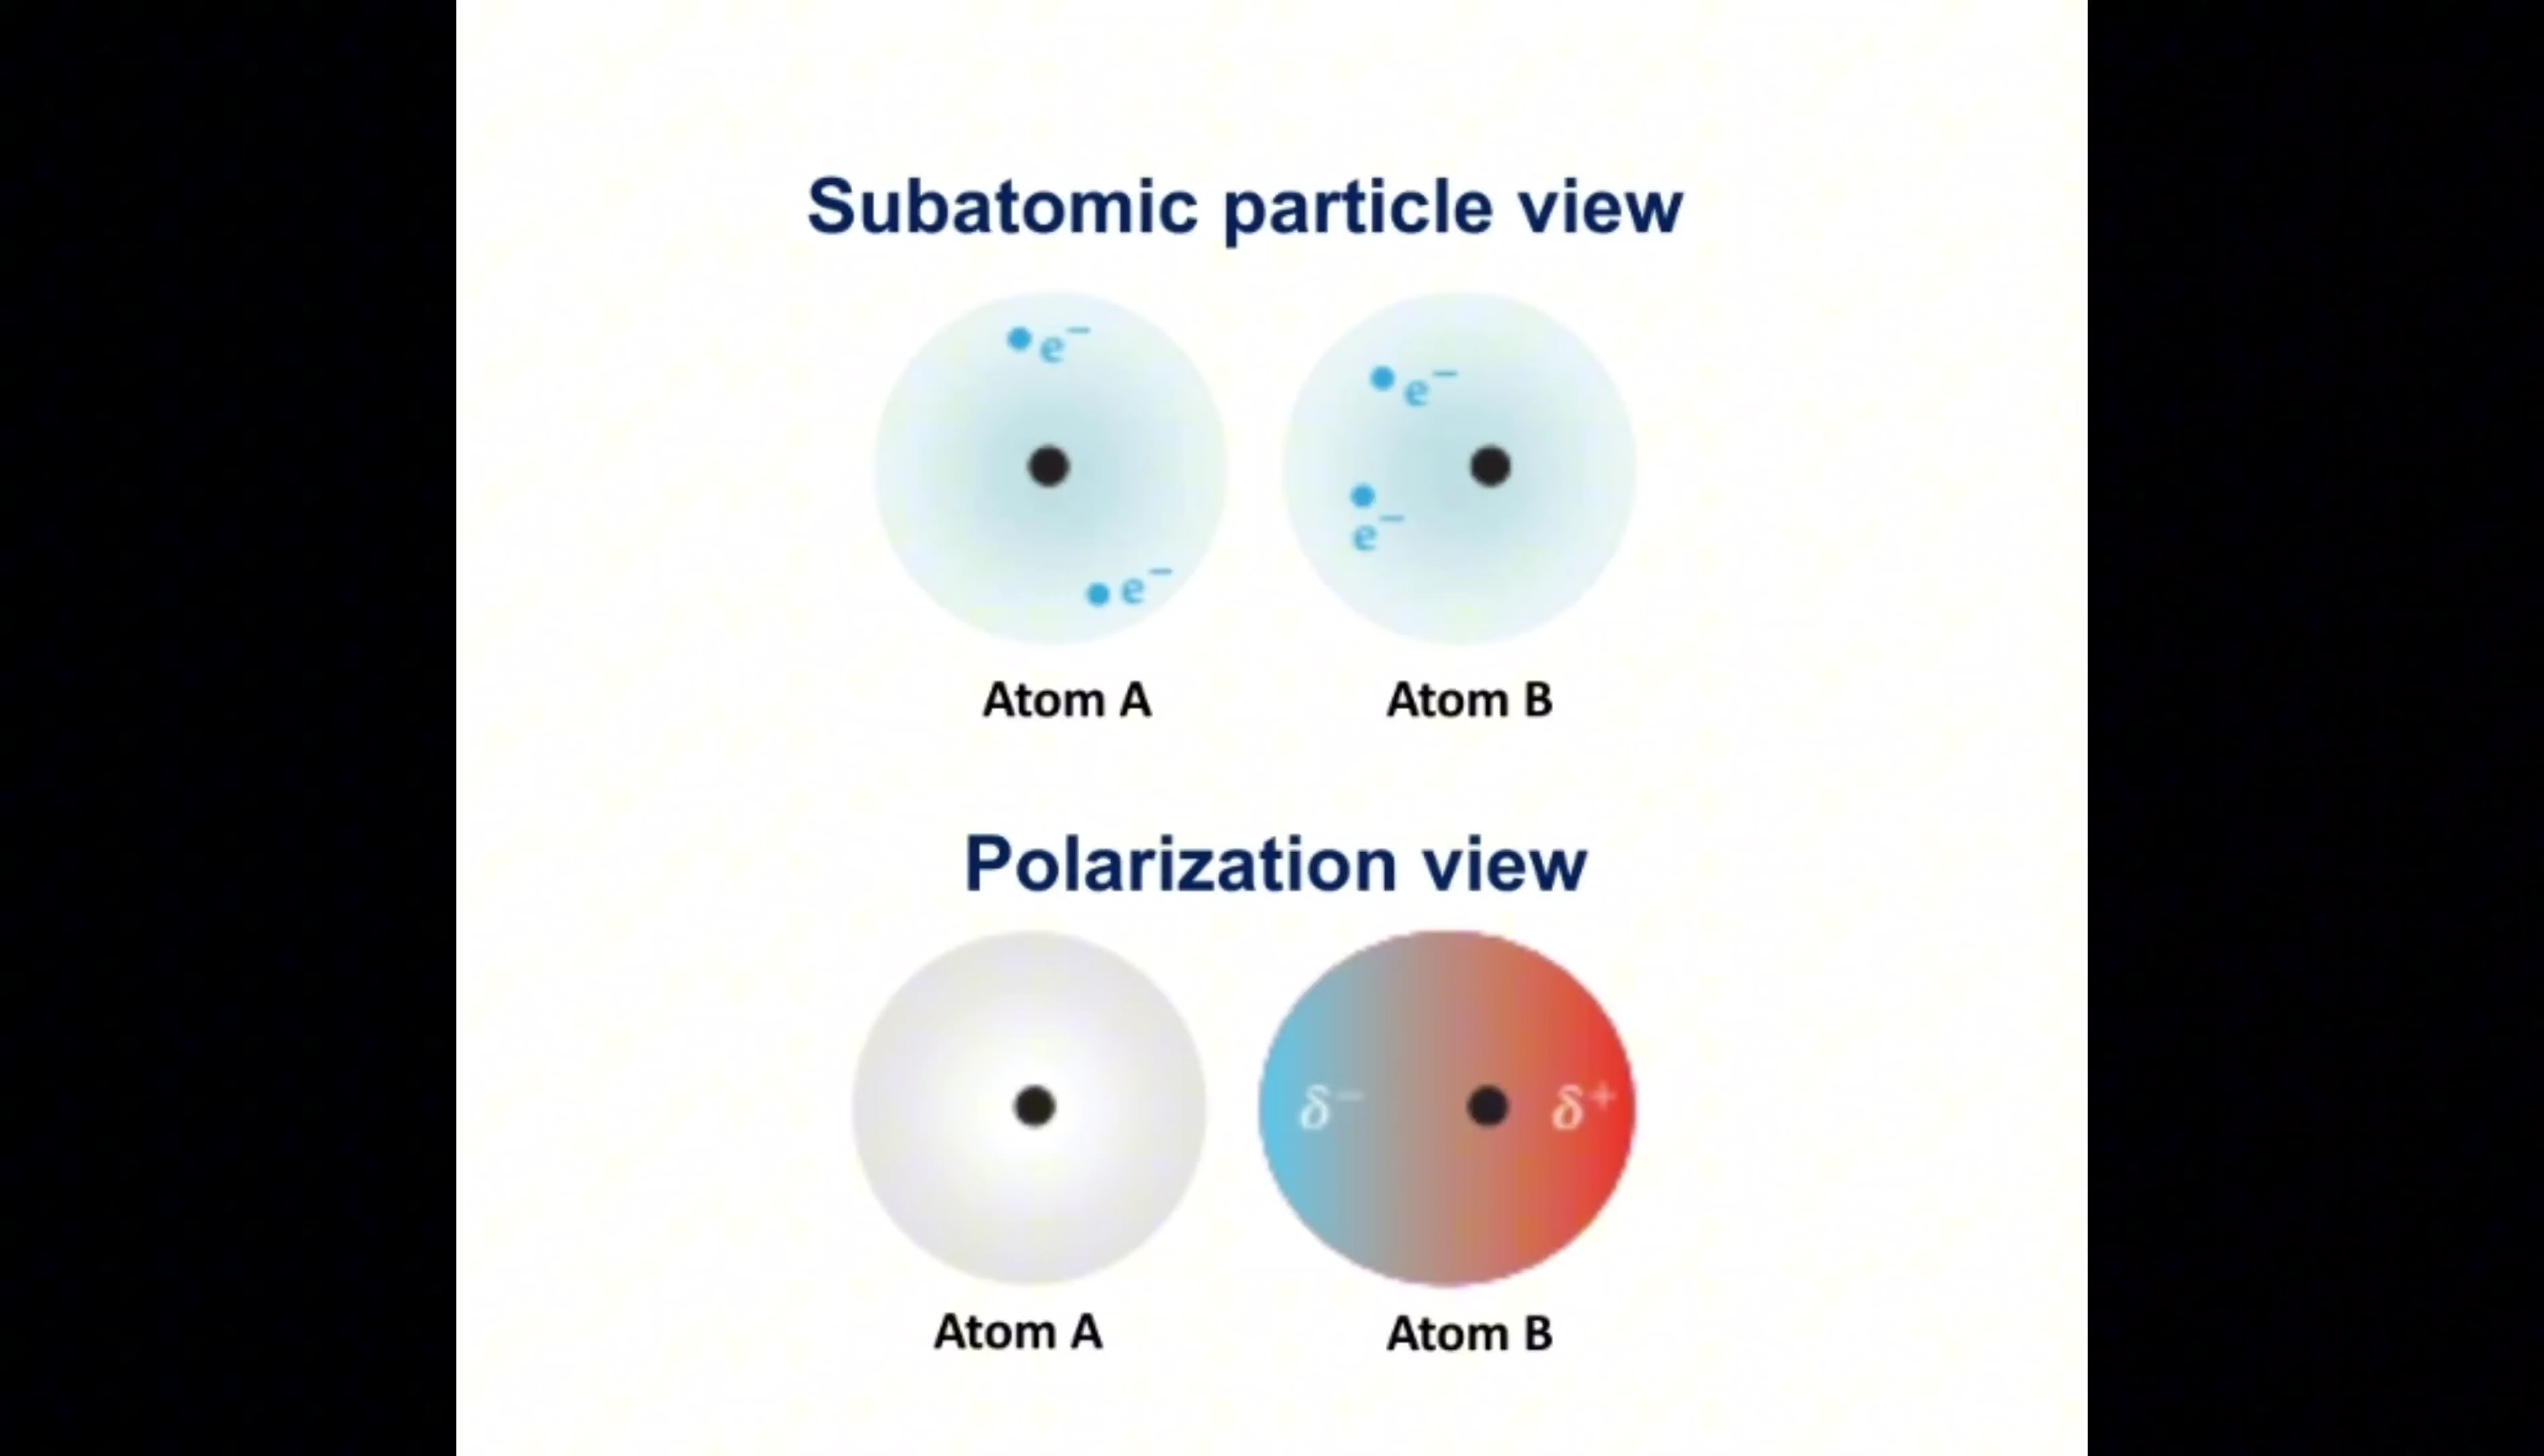 Subatomic particle view
e⁻ e⁻
e⁻
e⁻
Atom A Atom B
Polarization view
δ⁻ δ⁺
Atom A Atom B